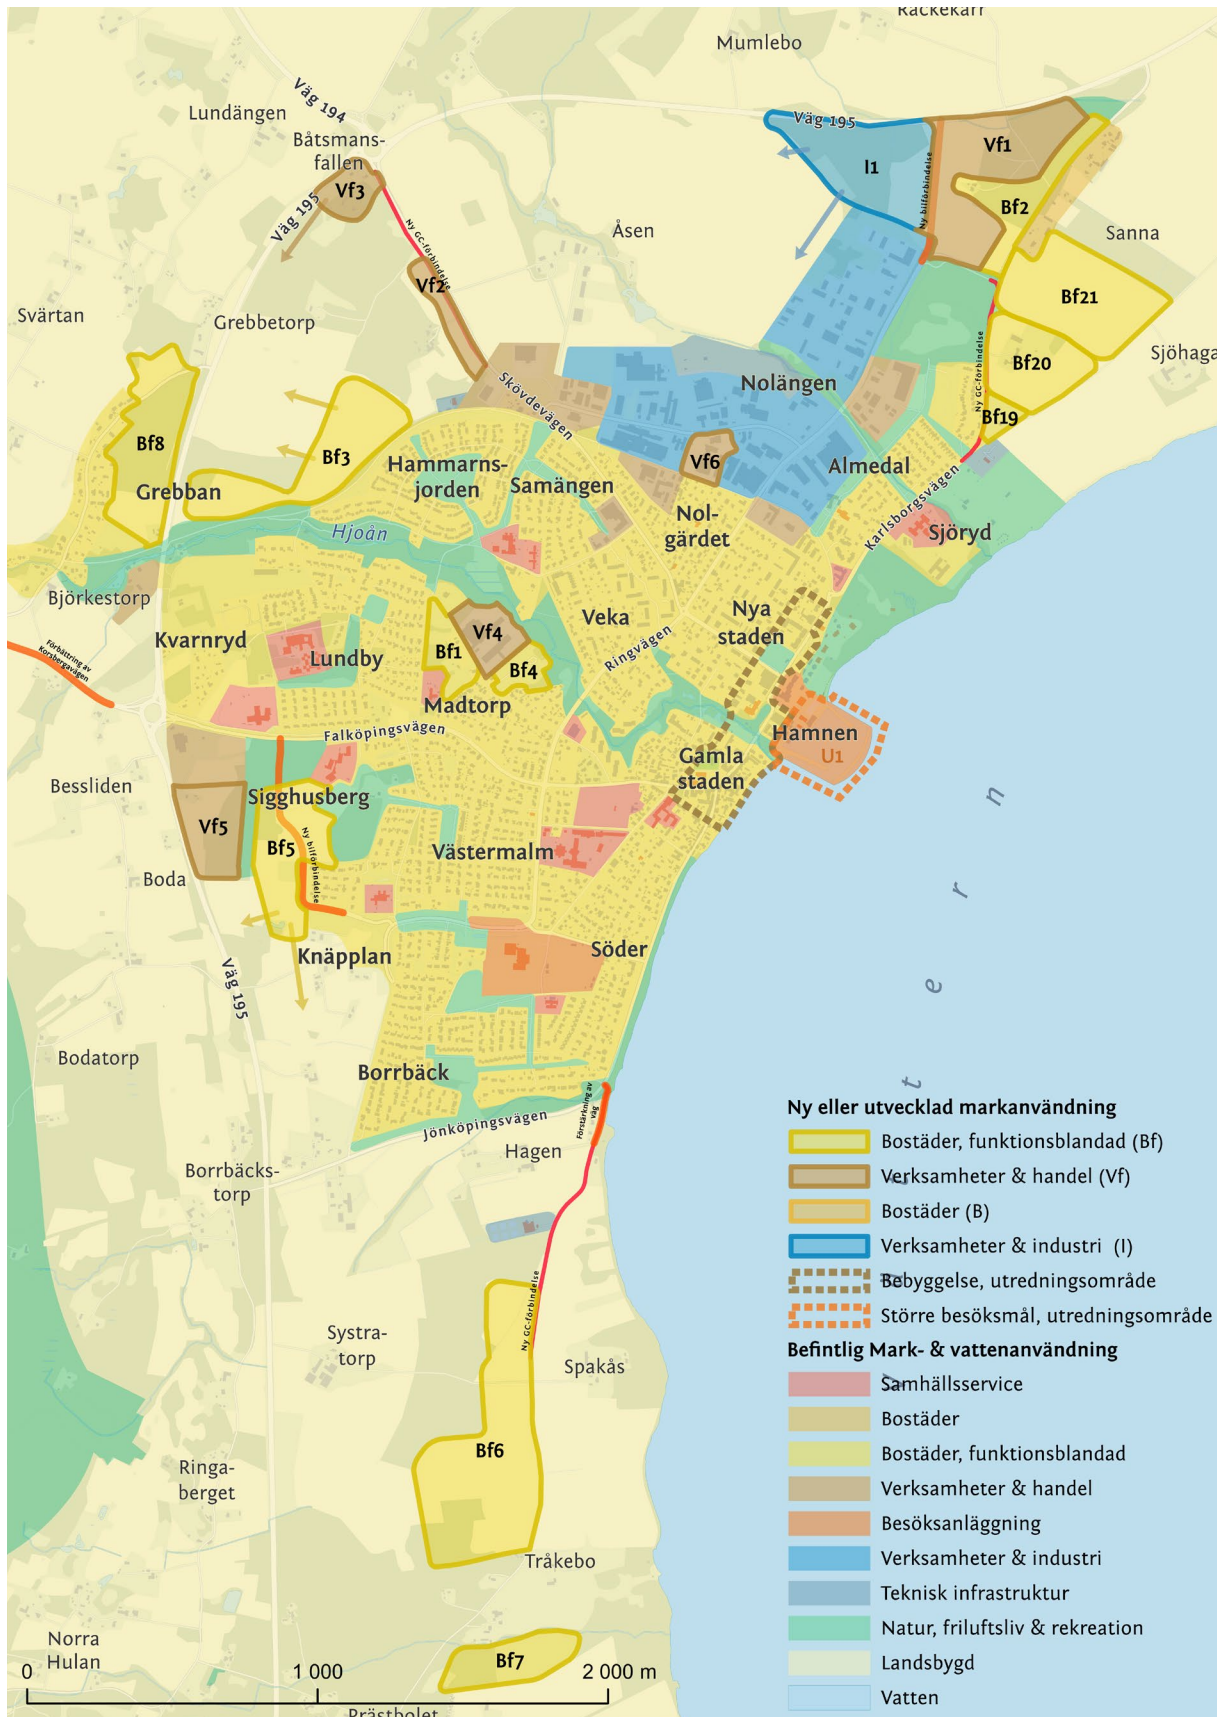 Räckekärr
Mumlebo
Väg 194
Lundängen
Båtsmans-
fallen
Väg 195
Vf1
I1
Vf3
Ny bilförbindelse
Bf2
Väg 195
Ny GC-förbindelse
Åsen
Sanna
Vf2
Bf21
Svärtan
Grebbetorp
Sjöhaga
Ny GC-förbindelse
Bf20
Skövdevägen
Nolängen
Bf19
Bf8
Bf3
Hammarns-
jorden
Samängen
Vf6
Almedal
Grebban
Karlsborgsvägen
Hjoån
Nol-
gärdet
Sjöryd
Björkestorp
Kvarnryd
Lundby
Bf1
Vf4
Bf4
Veka
Nya
staden
Ringvägen
Förbättring av
Korsbergavägen
Madtorp
Falköpingsvägen
Hamnen
U1
Gamla
staden
Bessliden
Sigghusberg
Vf5
Bf5
Ny bilförbindelse
Västermalm
Boda
Knäpplan
Söder
Väg 195
V ä t t e r n
Bodatorp
Borrbäck
Förstärkning av
väg
Jönköpingsvägen
Hagen
Borrbäcks-
torp
Ny GC-förbindelse
Systra-
torp
Spakås
Bf6
Ringa-
berget
Tråkebo
Norra
Hulan
Bf7
Prästbolet
0 1 000 2 000 m
Ny eller utvecklad markanvändning
Bostäder, funktionsblandad (Bf)
Verksamheter & handel (Vf)
Bostäder (B)
Verksamheter & industri (I)
Bebyggelse, utredningsområde
Större besöksmål, utredningsområde
Befintlig Mark- & vattenanvändning
Samhällsservice
Bostäder
Bostäder, funktionsblandad
Verksamheter & handel
Besöksanläggning
Verksamheter & industri
Teknisk infrastruktur
Natur, friluftsliv & rekreation
Landsbygd
Vatten